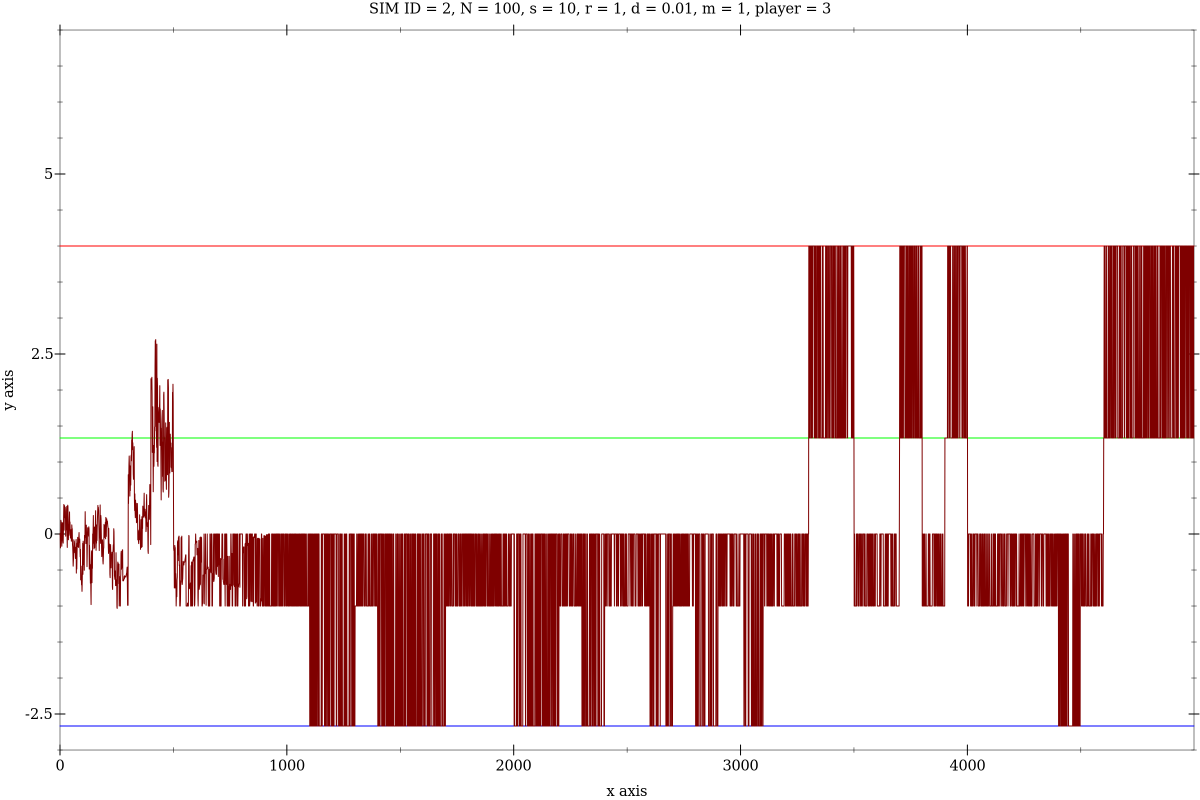 SIM ID = 2, N = 100, s = 10, r = 1, d = 0.01, m = 1, player = 3
5
2.5
y axis
0
-2.5
0 1000 2000 3000 4000
x axis